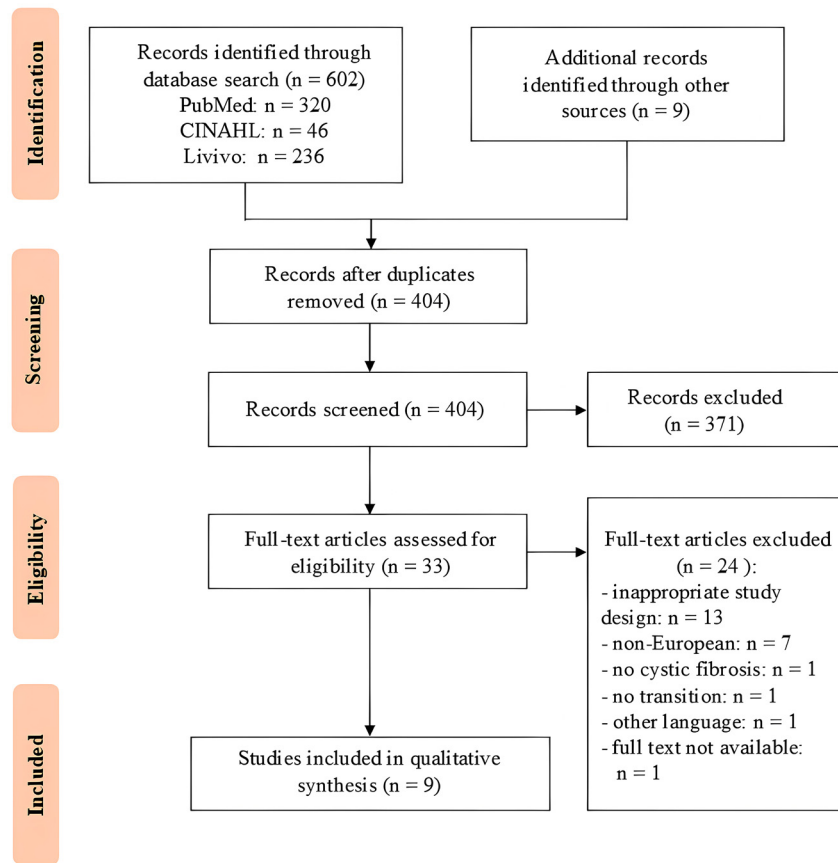 Identification
Records identified through
database search (n = 602)
PubMed: n = 320
CINAHL: n = 46
Livivo: n = 236
Additional records
identified through other
sources (n = 9)
Screening
Records after duplicates
removed (n = 404)
Records screened (n = 404)
Records excluded
(n = 371)
Eligibility
Full-text articles assessed for
eligibility (n = 33)
Full-text articles excluded
(n = 24 ):
- inappropriate study
design: n = 13
- non-European: n = 7
- no cystic fibrosis: n = 1
- no transition: n = 1
- other language: n = 1
- full text not available:
n = 1
Included
Studies included in qualitative
synthesis (n = 9)